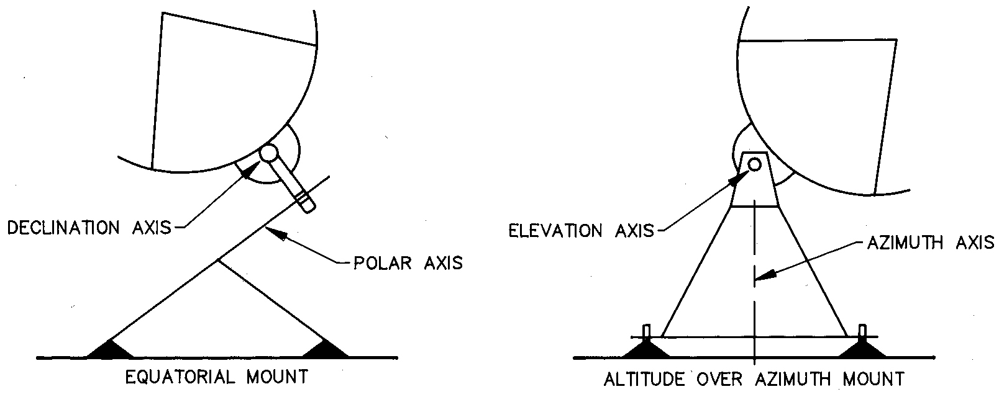 DECLINATION AXIS
POLAR AXIS
EQUATORIAL MOUNT
ELEVATION AXIS
AZIMUTH AXIS
ALTITUDE OVER AZIMUTH MOUNT